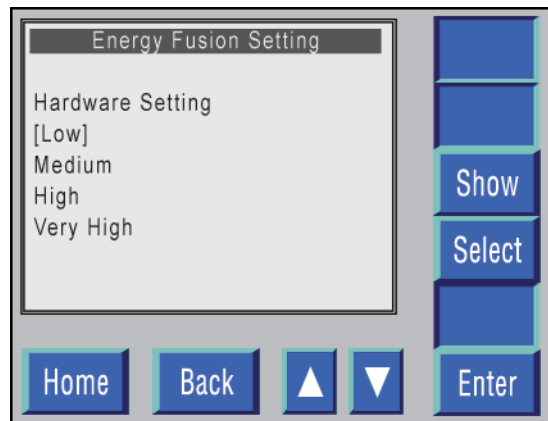 Energy Fusion Setting
Hardware Setting
[Low]
Medium
High
Very High
Show
Select
Home
Back
Enter